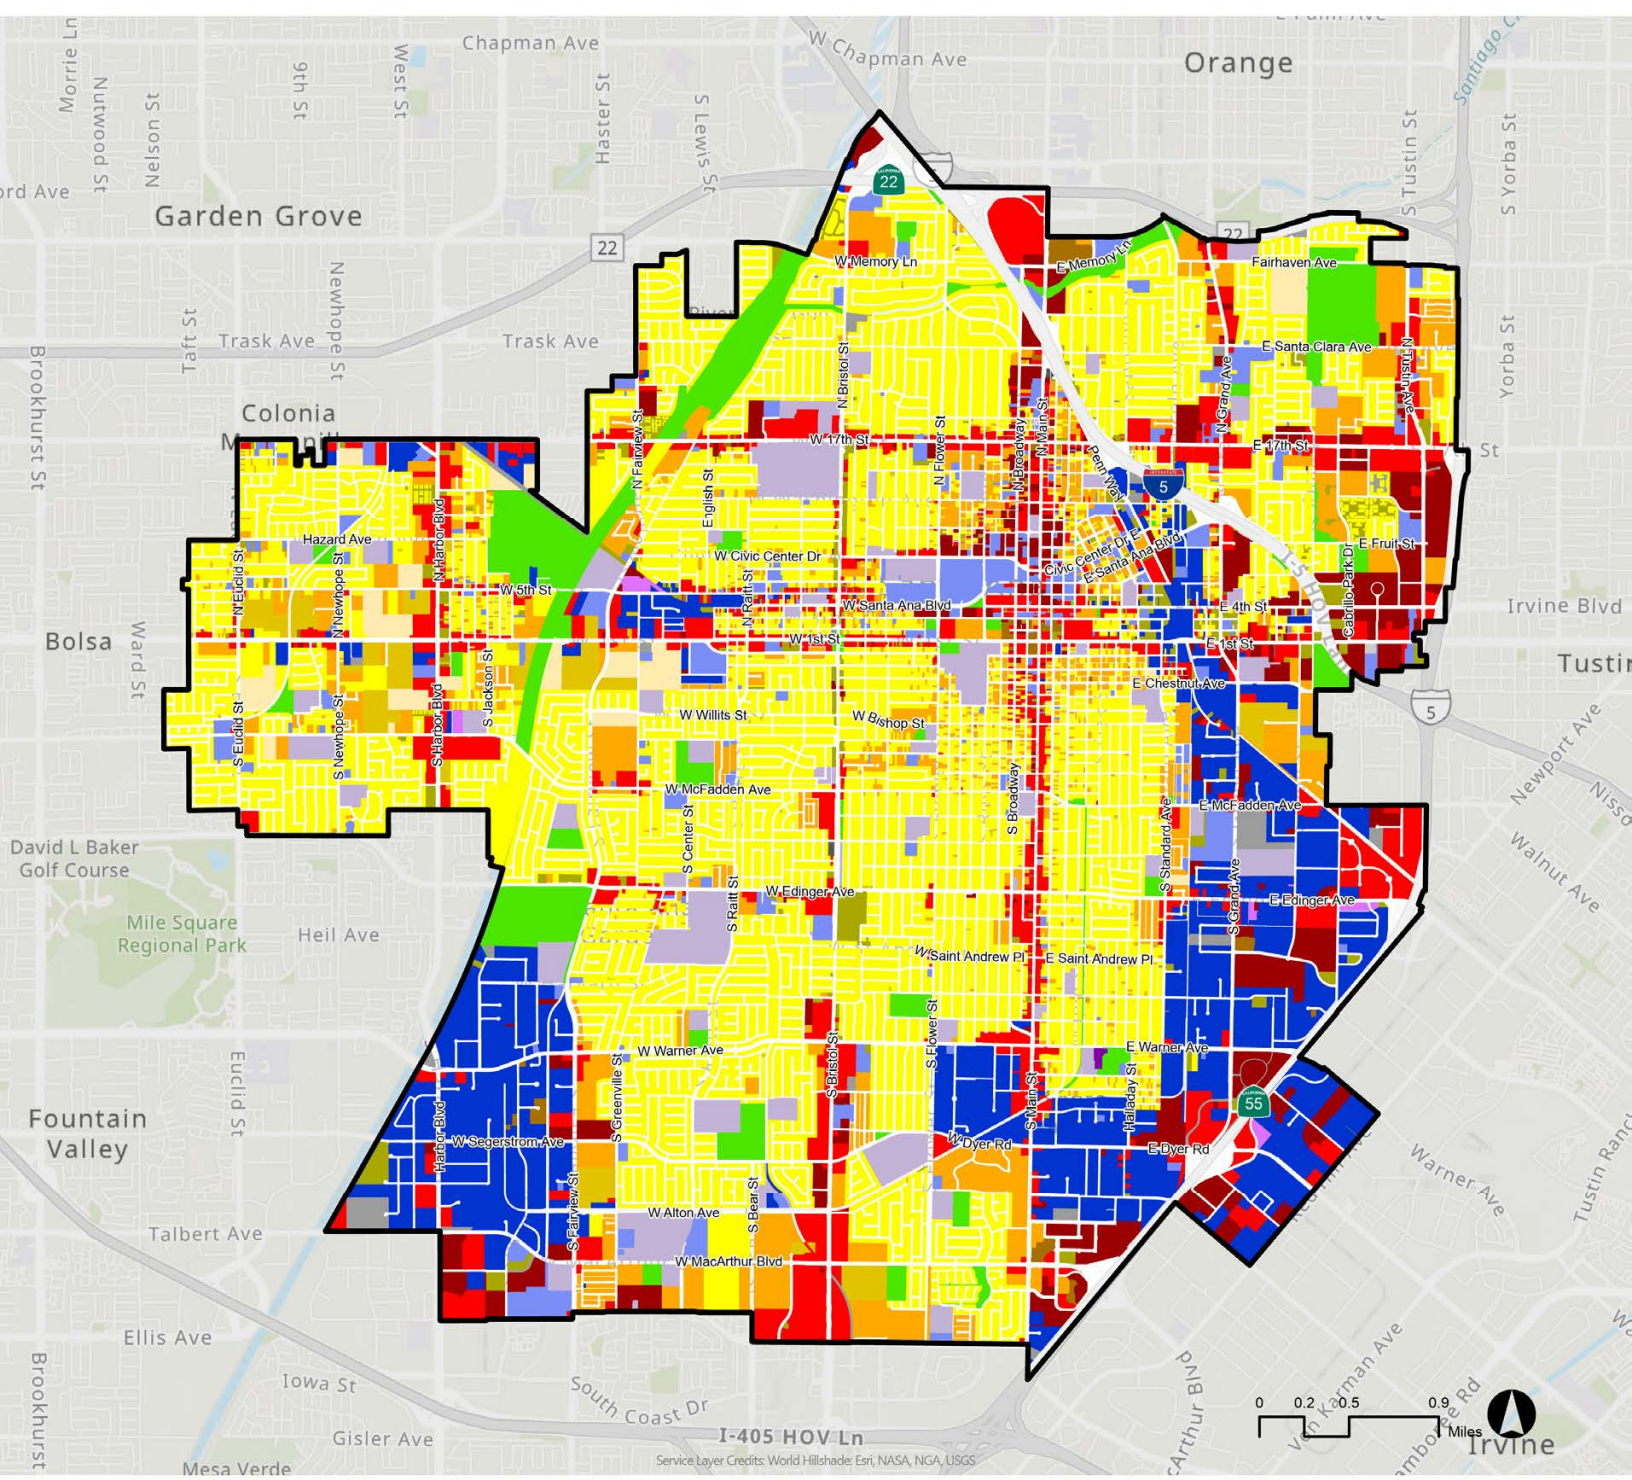 Chapman Ave
W Chapman Ave
Orange
Morrie Ln
Nutwood St
Nelson St
9th St
West St
Haster St
S Lewis St
S Tustin St
S Yorba St
22
22
22
Garden Grove
W Memory Ln
E Memory Ln
Fairhaven Ave
Taft St
Trask Ave
Newhope St
Trask Ave
Brookhurst St
N Bristol St
E Santa Clara Ave
N Tustin Ave
Yorba St
N Grand Ave
Colonia
N Fairview St
W 17th St
N Flower St
N Broadway
N Main St
E 17th St
St
Penn Way
5
English St
N Harbor Blvd
Hazard Ave
W Civic Center Dr
Civic Center Dr E
E Santa Ana Blvd
E Fruit St
N Euclid St
N Newhope St
W 5th St
N Raitt St
W Santa Ana Blvd
E 4th St
Cabrillo Park Dr
Irvine Blvd
Bolsa
Ward St
W 1st St
E 1st St
E Chestnut Ave
5
S Euclid St
S Newhope St
S Harbor Blvd
S Jackson St
W Willits St
W Bishop St
Newport Ave
W McFadden Ave
S Broadway
E McFadden Ave
S Center St
S Standard Ave
David L Baker
Golf Course
Walnut Ave
W Edinger Ave
S Raitt St
S Grand Ave
E Edinger Ave
Mile Square
Regional Park
Heil Ave
W Saint Andrew Pl
E Saint Andrew Pl
S Flower St
W Warner Ave
E Warner Ave
Euclid St
S Greenville St
S Bristol St
S Main St
Halladay St
55
Fountain
Valley
Harbor Blvd
W Segerstrom Ave
W Dyer Rd
E Dyer Rd
Warner Ave
S Fairview St
S Bear St
W Alton Ave
Talbert Ave
W MacArthur Blvd
Ellis Ave
Brookhurst
Iowa St
South Coast Dr
Von Karman Ave
0 0.2 0.5 0.9
Miles
Gisler Ave
I-405 HOV Ln
Irvine
Mesa Verde
Service Layer Credits: World Hillshade: Esri, NASA, NGA, USGS